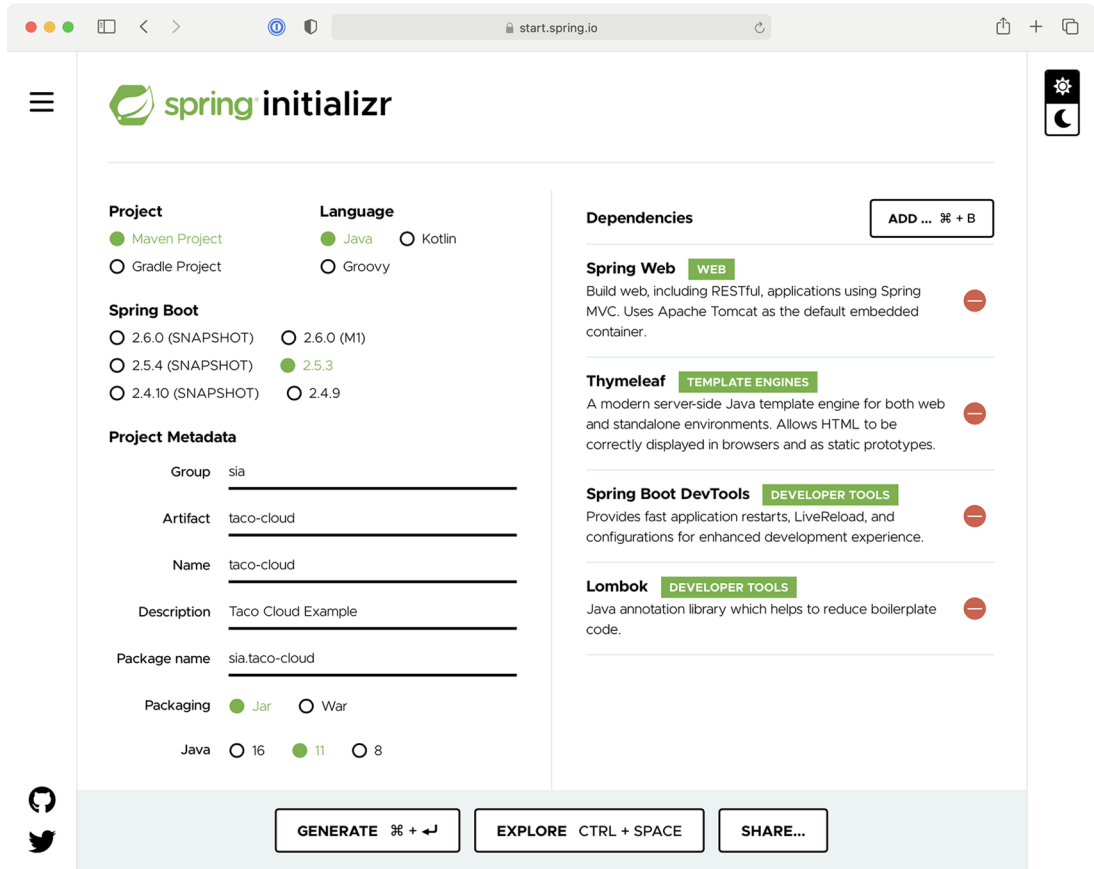 start.spring.io
spring initializr
Project
Language
Maven Project
Java
Kotlin
Gradle Project
Groovy
Spring Boot
2.6.0 (SNAPSHOT)
2.6.0 (M1)
2.5.4 (SNAPSHOT)
2.5.3
2.4.10 (SNAPSHOT)
2.4.9
Project Metadata
Group sia
Artifact taco-cloud
Name taco-cloud
Description Taco Cloud Example
Package name sia.taco-cloud
Packaging Jar War
Java 16 11 8
Dependencies
ADD ... ⌘ + B
Spring Web WEB
Build web, including RESTful, applications using Spring
MVC. Uses Apache Tomcat as the default embedded
container.
Thymeleaf TEMPLATE ENGINES
A modern server-side Java template engine for both web
and standalone environments. Allows HTML to be
correctly displayed in browsers and as static prototypes.
Spring Boot DevTools DEVELOPER TOOLS
Provides fast application restarts, LiveReload, and
configurations for enhanced development experience.
Lombok DEVELOPER TOOLS
Java annotation library which helps to reduce boilerplate
code.
GENERATE ⌘ + ↵
EXPLORE CTRL + SPACE
SHARE...